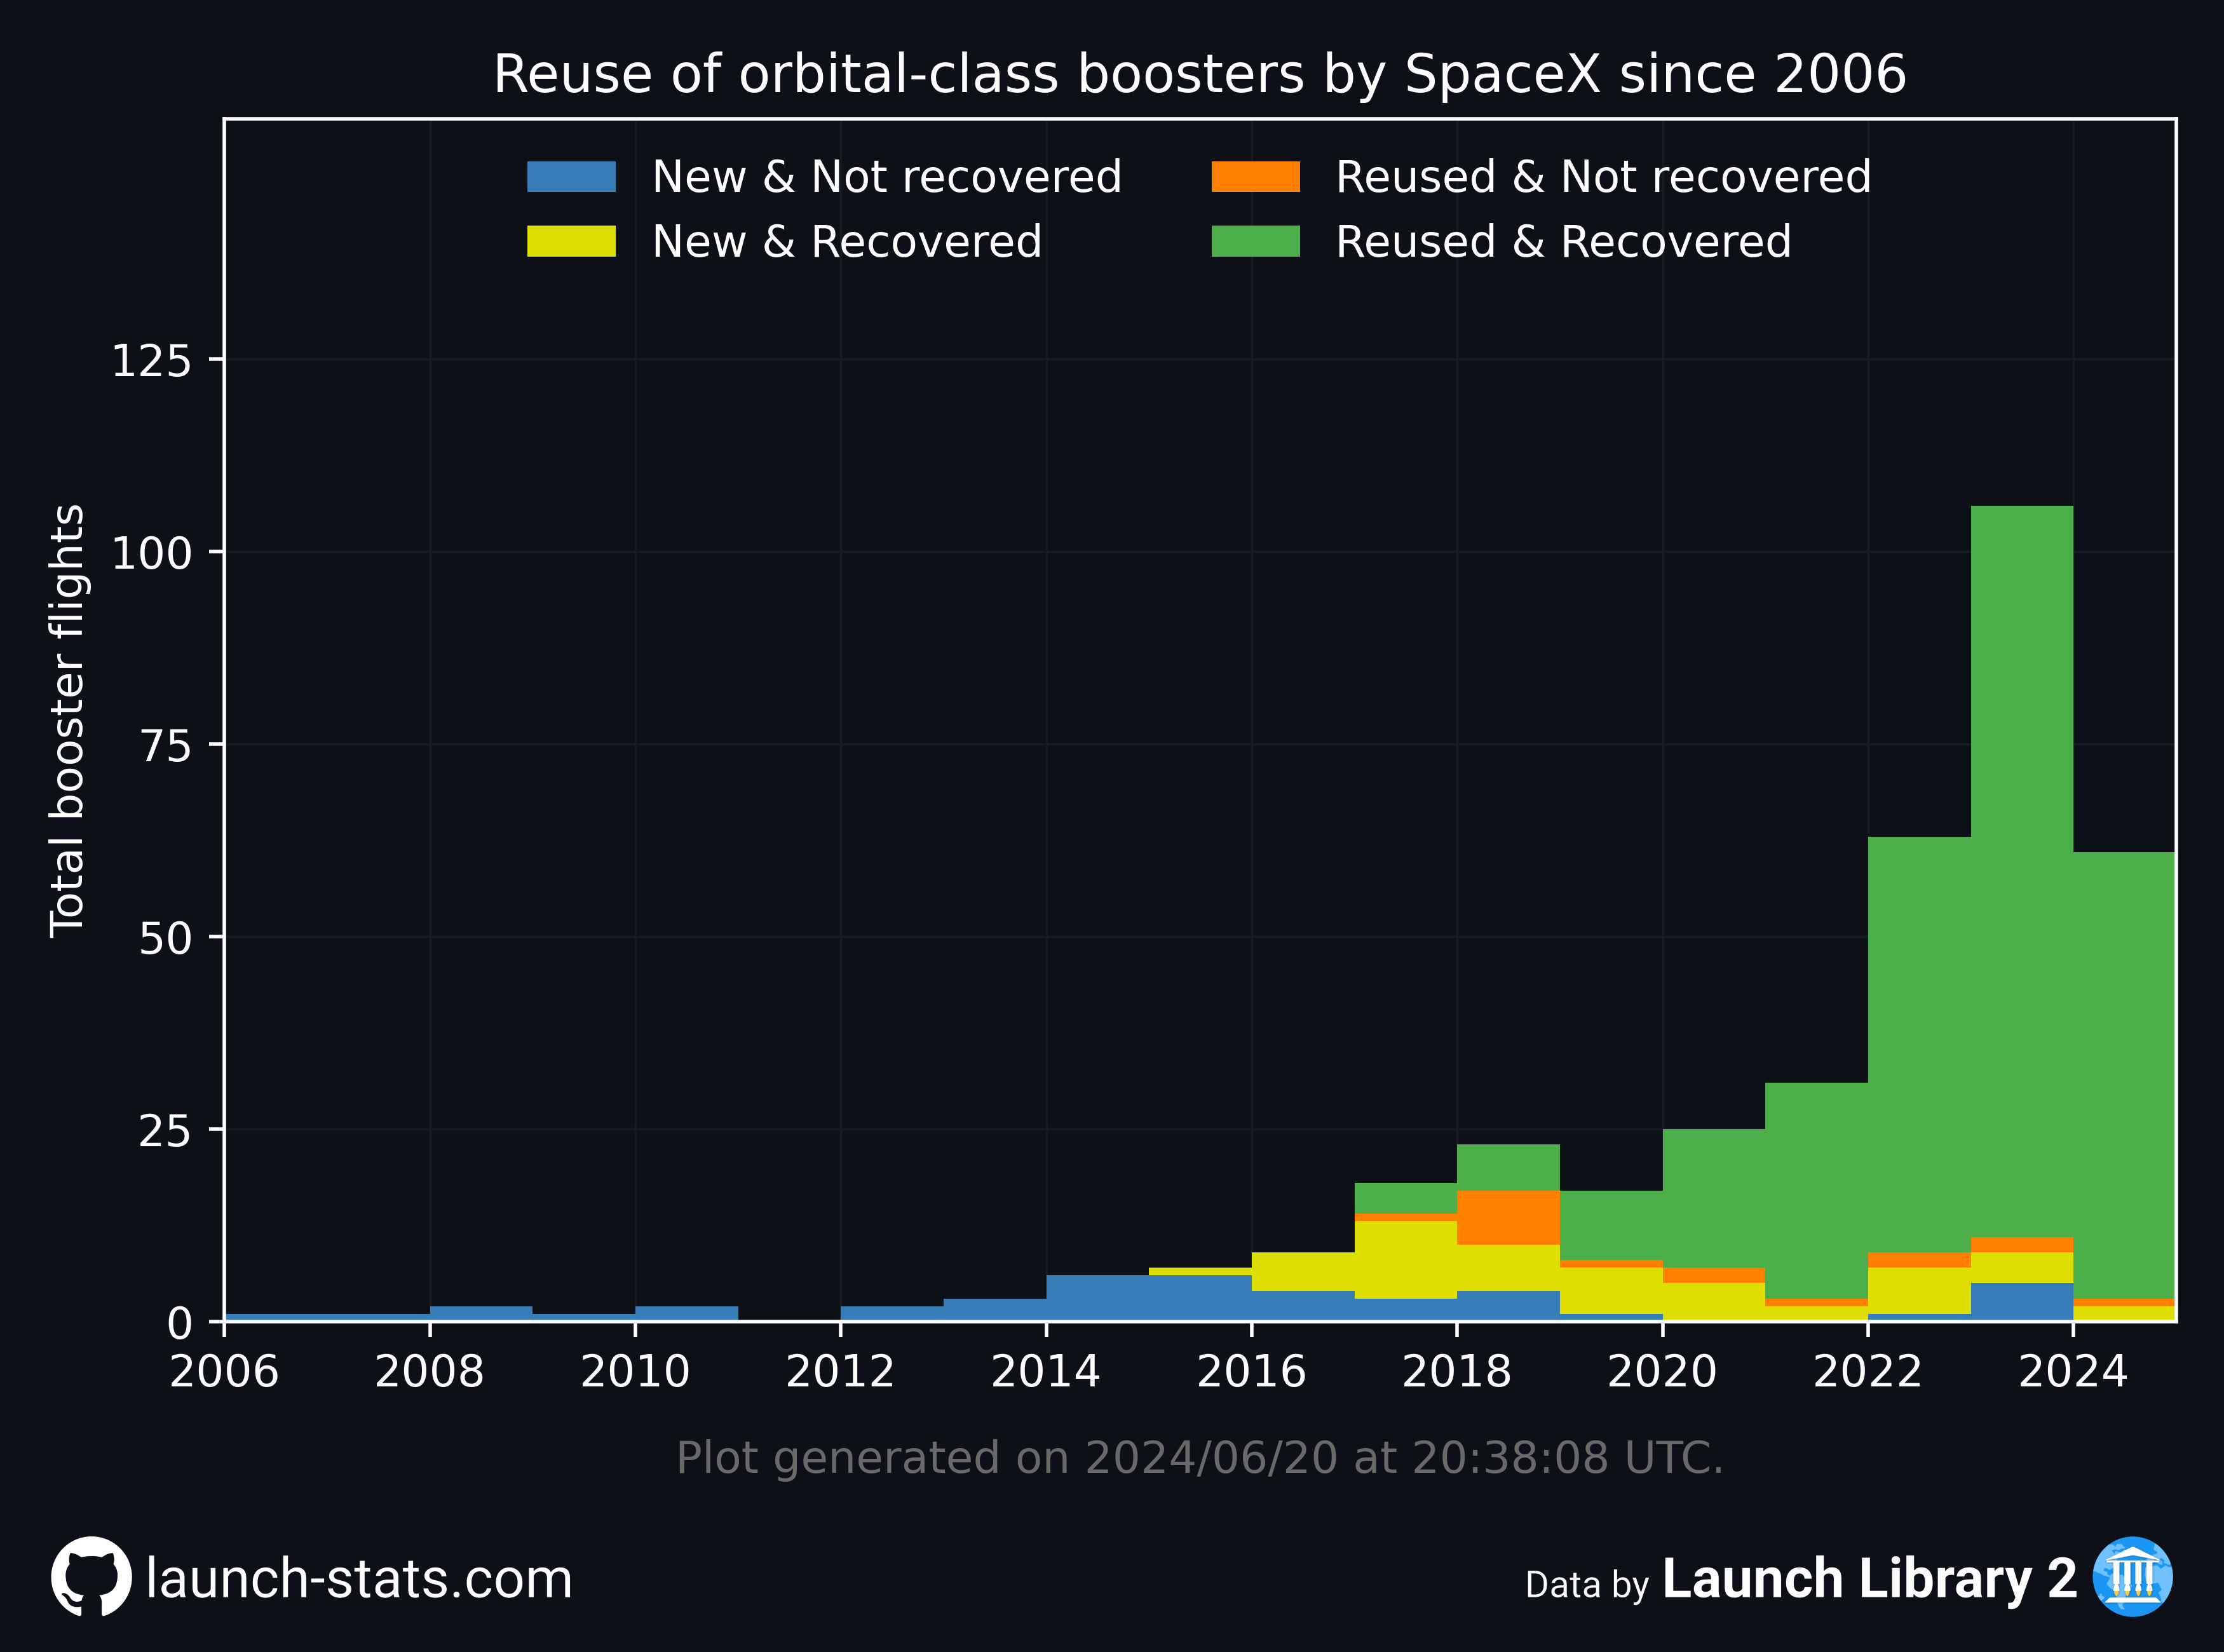 Reuse of orbital-class boosters by SpaceX since 2006
New & Not recovered
New & Recovered
Reused & Not recovered
Reused & Recovered
Total booster flights
125
100
75
50
25
0
2006 2008 2010 2012 2014 2016 2018 2020 2022 2024
Plot generated on 2024/06/20 at 20:38:08 UTC.
launch-stats.com
Data by Launch Library 2